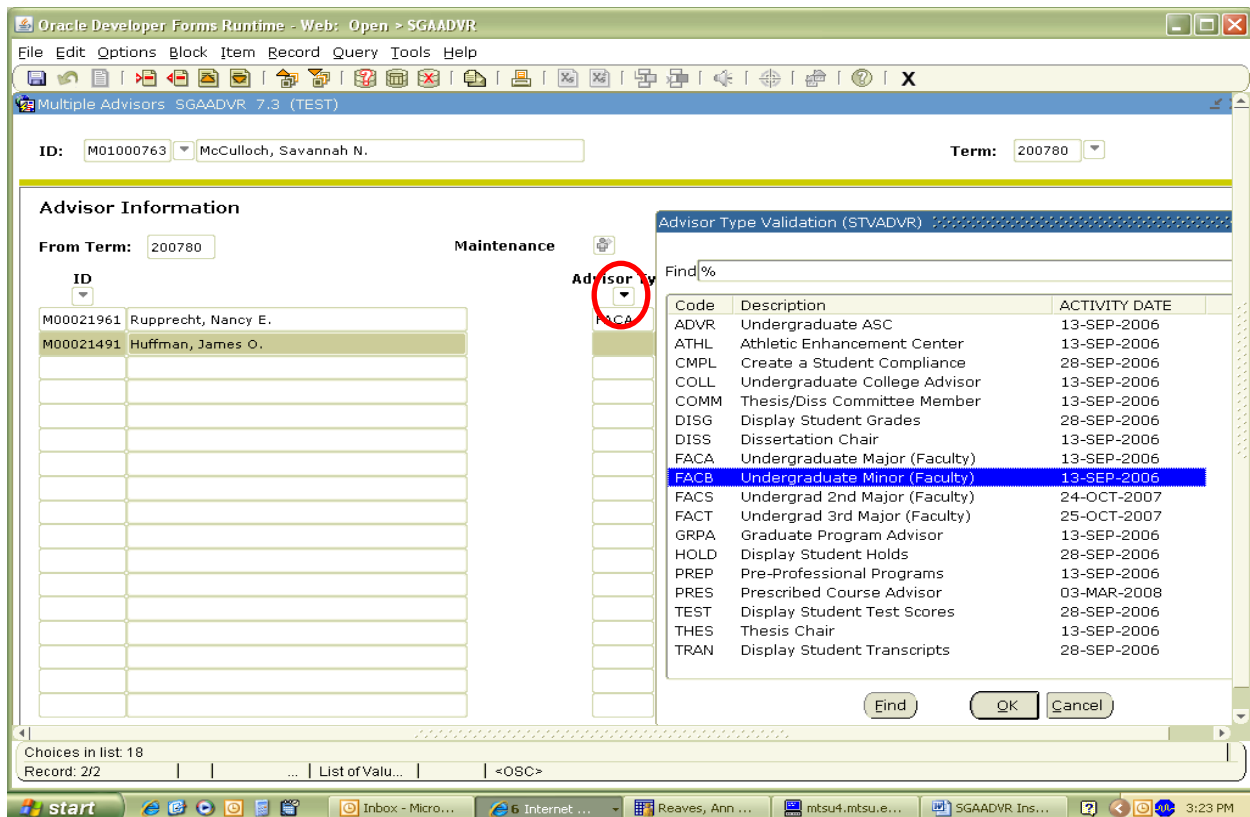 Oracle Developer Forms Runtime - Web: Open > SGAADVR
File Edit Options Block Item Record Query Tools Help
X
Multiple Advisors SGAADVR 7.3 (TEST)
ID: M01000763 McCulloch, Savannah N. Term: 200780
Advisor Information
From Term: 200780 Maintenance
ID Advisor Ty
M00021961 Rupprecht, Nancy E. FACA
M00021491 Huffman, James O.
Advisor Type Validation (STVADVR)
Find %
Code Description ACTIVITY DATE
ADVR Undergraduate ASC 13-SEP-2006
ATHL Athletic Enhancement Center 13-SEP-2006
CMPL Create a Student Compliance 28-SEP-2006
COLL Undergraduate College Advisor 13-SEP-2006
COMM Thesis/Diss Committee Member 13-SEP-2006
DISG Display Student Grades 28-SEP-2006
DISS Dissertation Chair 13-SEP-2006
FACA Undergraduate Major (Faculty) 13-SEP-2006
FACB Undergraduate Minor (Faculty) 13-SEP-2006
FACS Undergrad 2nd Major (Faculty) 24-OCT-2007
FACT Undergrad 3rd Major (Faculty) 25-OCT-2007
GRPA Graduate Program Advisor 13-SEP-2006
HOLD Display Student Holds 28-SEP-2006
PREP Pre-Professional Programs 13-SEP-2006
PRES Prescribed Course Advisor 03-MAR-2008
TEST Display Student Test Scores 28-SEP-2006
THES Thesis Chair 13-SEP-2006
TRAN Display Student Transcripts 28-SEP-2006
Find OK Cancel
Choices in list: 18
Record: 2/2 ... List of Valu... <OSC>
start Inbox - Micro... 6 Internet ... Reaves, Ann ... mtsu4.mtsu.e... SGAADVR Ins... 3:23 PM